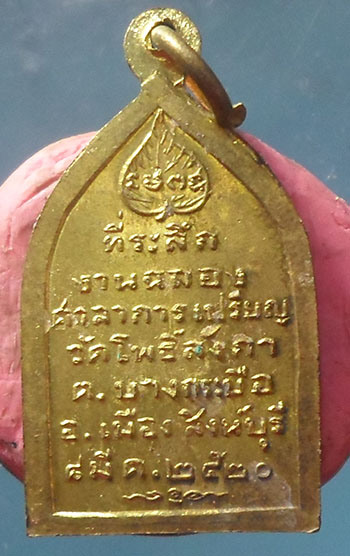 ที่ระลึก
งานฉลอง
ศาลาการเปรียญ
วัดโพธิ์สังฆา
ต. บางกระบือ
อ. เมือง สิงห์บุรี
๘ มี ค. ๒๕๒๐